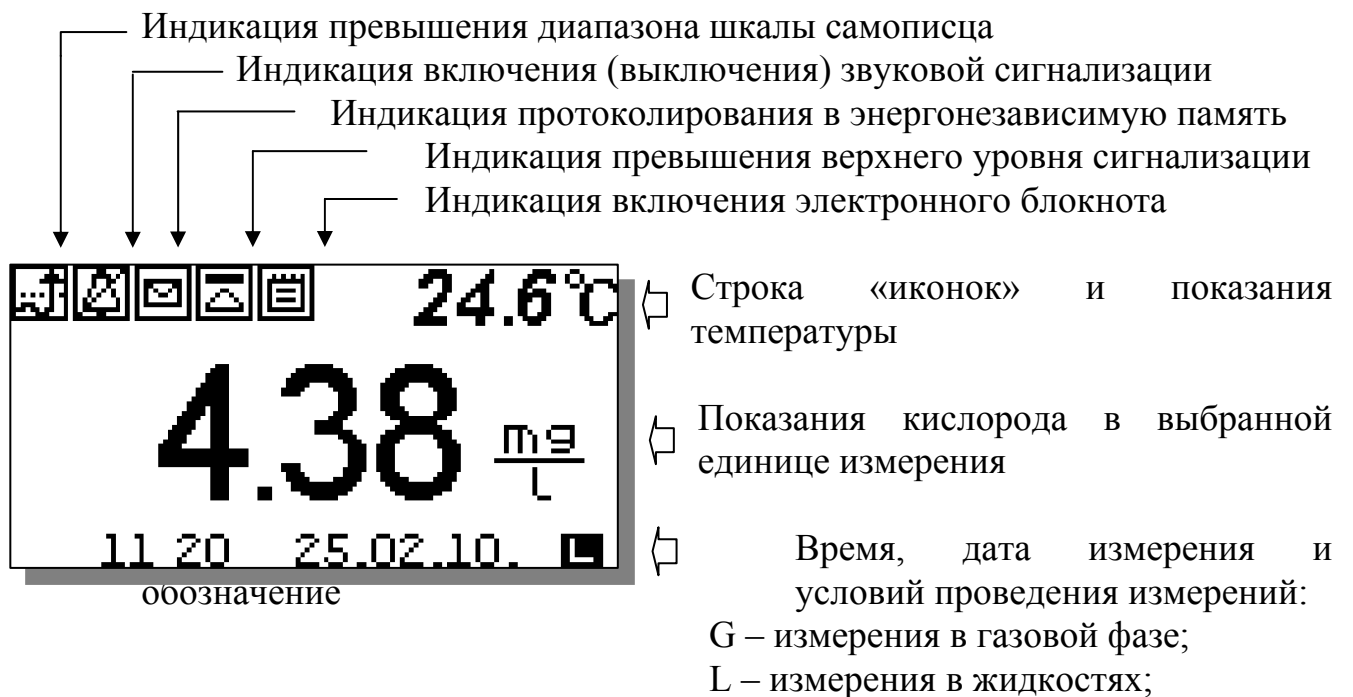 Индикация превышения диапазона шкалы самописца
Индикация включения (выключения) звуковой сигнализации
Индикация протоколирования в энергонезависимую память
Индикация превышения верхнего уровня сигнализации
Индикация включения электронного блокнота
24.6°C
Строка «иконок» и показания
температуры
4.38 mg
L
Показания кислорода в выбранной
единице измерения
11 20 25.02.10. L
Время, дата измерения и
обозначение
условий проведения измерений:
G – измерения в газовой фазе;
L – измерения в жидкостях;